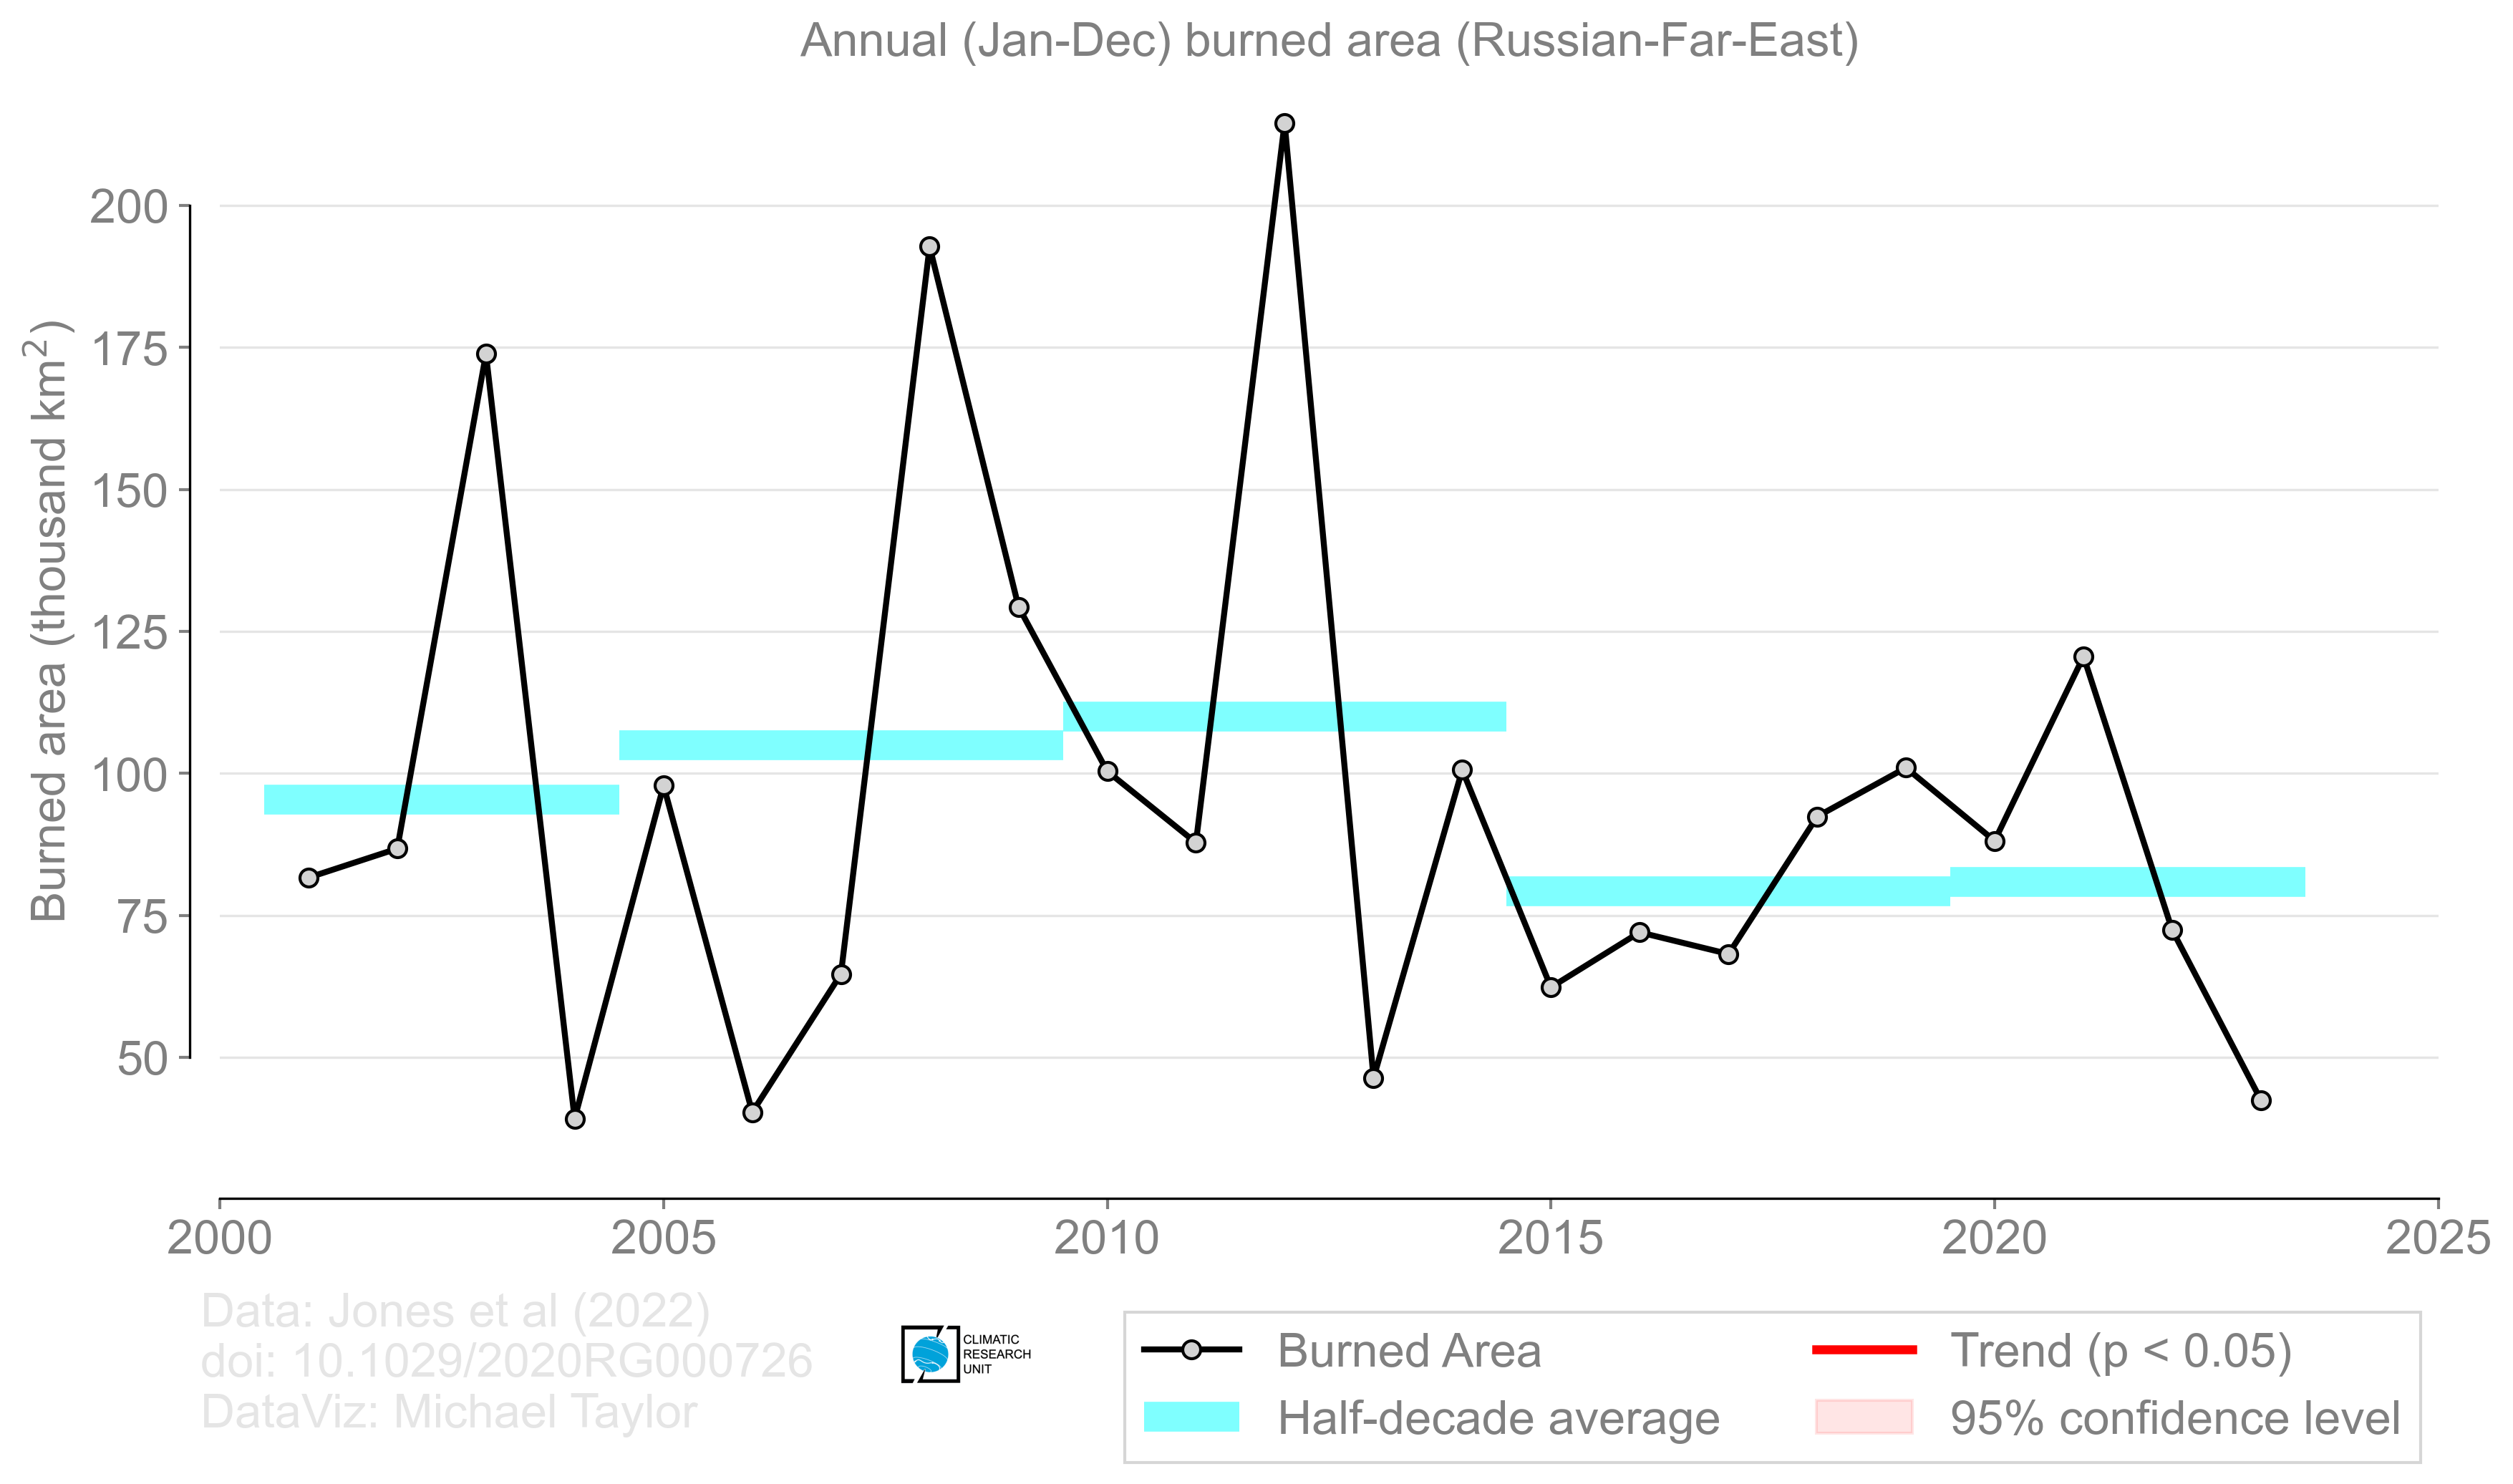 Annual (Jan-Dec) burned area (Russian-Far-East)
Burned area (thousand km²)
200
175
150
125
100
75
50
2000 2005 2010 2015 2020 2025
Data: Jones et al (2022)
doi: 10.1029/2020RG000726
DataViz: Michael Taylor
CLIMATIC
RESEARCH
UNIT
Burned Area
Half-decade average
Trend (p < 0.05)
95% confidence level